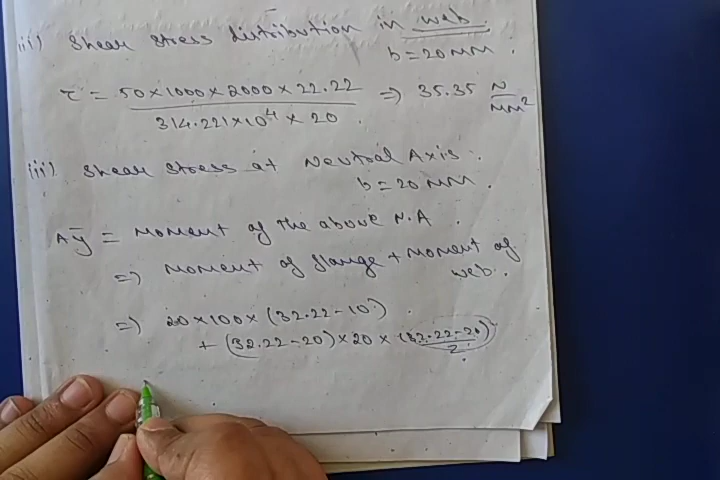 ii) Shear stress distribution in web.
b = 20 MM.
τ = 50×1000×2000×22.22 / 314.221×10⁴ × 20 ⇒ 35.35 N/MM²
iii) Shear stress at Neutral Axis.
b = 20 MM.
Aȳ = Moment of the above N.A.
⇒ Moment of flange + Moment of web.
⇒ 20×100×(32.22-10)
+ (32.22-20)×20×(32.22-20)/2.